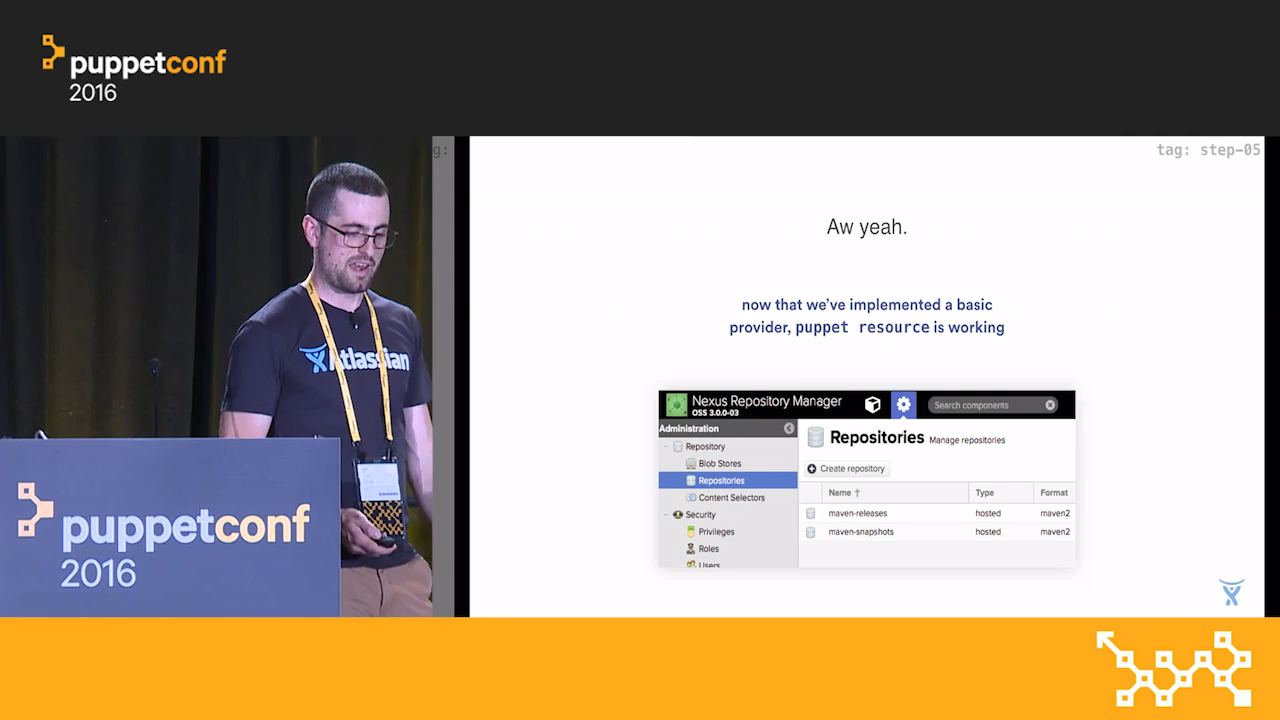 puppetconf
2016
g:
tag: step-05
Aw yeah.
now that we've implemented a basic
provider, puppet resource is working
Atlassian
Nexus Repository Manager
OSS 3.0.0-03
Search components
Administration
Repository
Blob Stores
Repositories
Content Selectors
Security
Privileges
Roles
Users
Repositories Manage repositories
Create repository
Name ↑ Type Format
maven-releases hosted maven2
maven-snapshots hosted maven2
puppetconf
2016